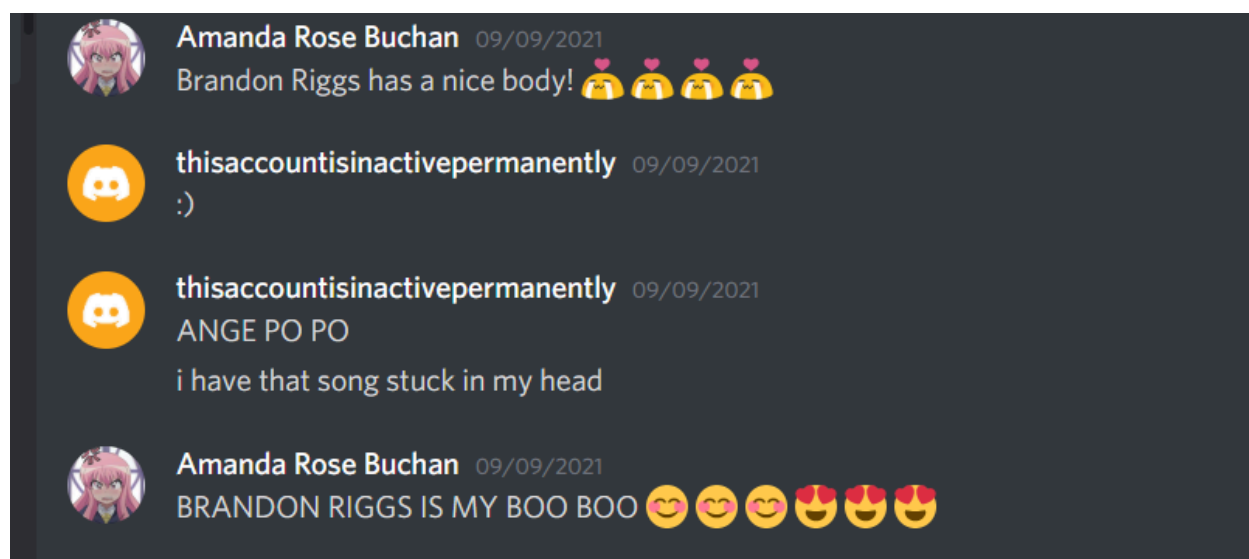 Amanda Rose Buchan 09/09/2021
Brandon Riggs has a nice body!
thisaccountisinactivepermanently 09/09/2021
:)
thisaccountisinactivepermanently 09/09/2021
ANGE PO PO
i have that song stuck in my head
Amanda Rose Buchan 09/09/2021
BRANDON RIGGS IS MY BOO BOO 😊😊😊😍😍😍